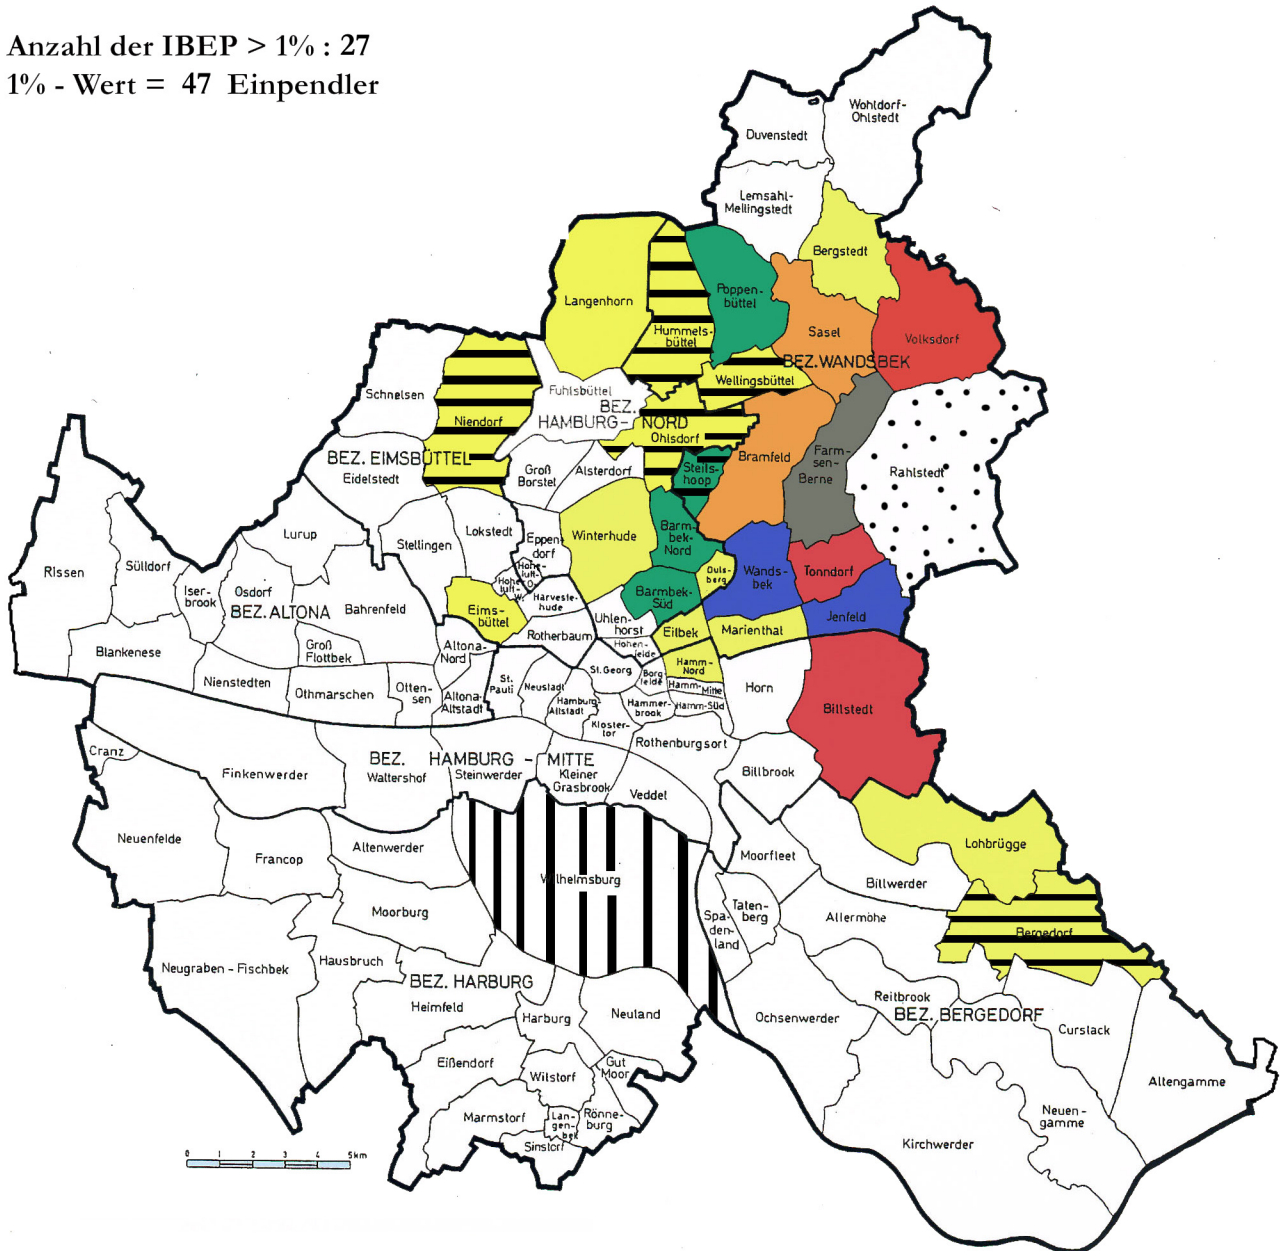 Anzahl der IBEP > 1% : 27
1% - Wert = 47 Einpendler
Wohldorf-
Ohlstedt
Duvenstedt
Lemsahl-
Mellingstedt
Bergstedt
Poppen-
büttel
Langenhorn
Hummels-
büttel
Sasel
Volksdorf
BEZ. WANDSBEK
Wellingsbüttel
Schnelsen
Niendorf
Fuhlsbüttel
BEZ.
HAMBURG- NORD
Ohlsdorf
BEZ. EIMSBÜTTEL
Eidelstedt
Groß
Borstel
Alsterdorf
Steils-
hoop
Bramfeld
Farm-
sen-
Berne
Rahlstedt
Lurup
Stellingen
Lokstedt
Eppen-
dorf
Winterhude
Barm-
bek-
Nord
Rissen
Sülldorf
Iser-
brook
Osdorf
BEZ. ALTONA
Bahrenfeld
Hohe-
luft-
O.
Hohe-
luft-
W.
Harveste-
hude
Eims-
büttel
Rotherbaum
Uhlen-
horst
Barmbek-
Süd
Duls-
berg
Wands-
bek
Tonndorf
Jenfeld
Marienthal
Eilbek
Hohen-
felde
Blankenese
Groß
Flottbek
Nienstedten
Othmarschen
Otten-
sen
Altona-
Nord
Altona-
Altstadt
St.
Pauli
Neustadt
Hamburg-
Altstadt
St. Georg
Borg-
felde
Hamm-
Nord
Hamm-Mitte
Hamm-Süd
Hammer-
brook
Kloster-
tor
Horn
Billstedt
Rothenburgsort
Billbrook
Cranz
Finkenwerder
BEZ. HAMBURG - MITTE
Waltershof
Steinwerder
Kleiner
Grasbrook
Veddel
Neuenfelde
Francop
Altenwerder
Moorburg
Wilhelmsburg
Moorfleet
Lohbrügge
Billwerder
Spa-
den-
land
Taten-
berg
Allermöhe
Bergedorf
Neugraben - Fischbek
Hausbruch
BEZ. HARBURG
Heimfeld
Harburg
Neuland
Ochsenwerder
Reitbrook
BEZ. BERGEDORF
Curslack
Altengamme
Eißendorf
Wilstorf
Gut
Moor
Marmstorf
Lan-
gen-
bek
Rönne-
burg
Sinstorf
Neuen-
gamme
Kirchwerder
0 1 2 3 4 5km